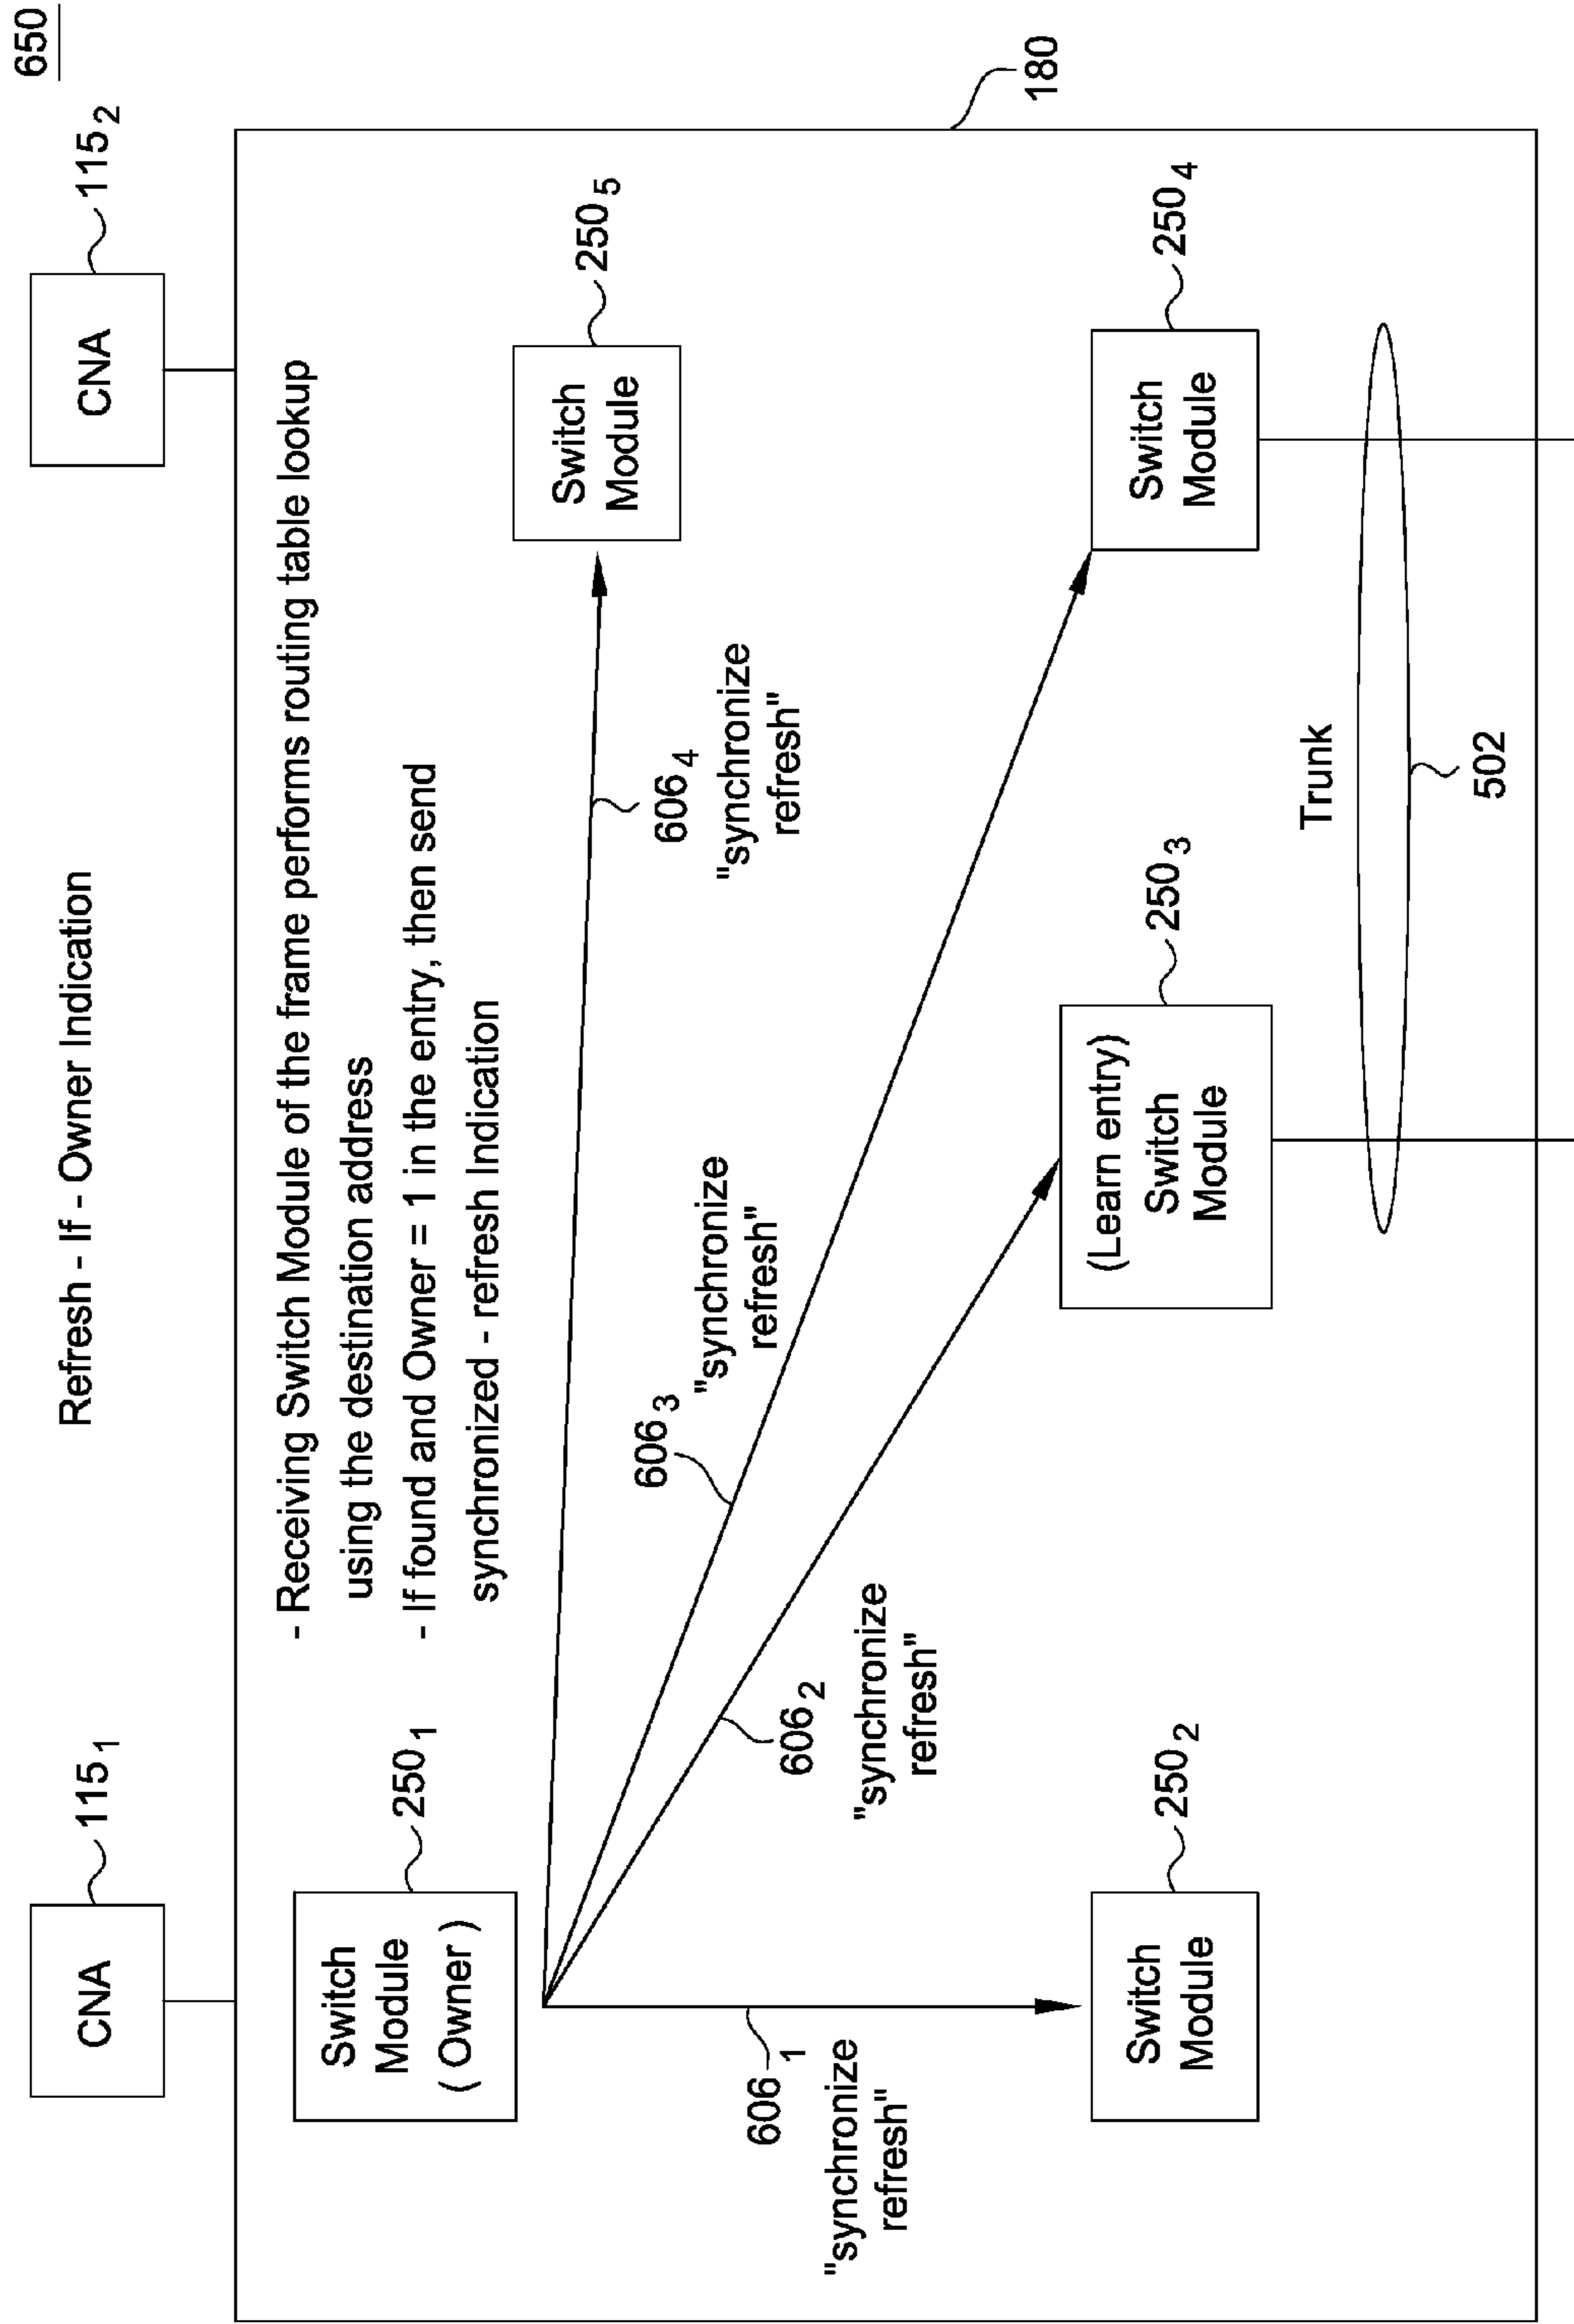 650
Refresh - If - Owner Indication
CNA
115₁
CNA
115₂
180
- Receiving Switch Module of the frame performs routing table lookup
using the destination address
- If found and Owner = 1 in the entry, then send
synchronized - refresh Indication
Switch
Module
( Owner )
250₁
Switch
Module
250₅
606₁
"synchronize
refresh"
606₂
"synchronize
refresh"
606₃
"synchronize
refresh"
606₄
"synchronize
refresh"
Switch
Module
250₂
(Learn entry)
Switch
Module
250₃
Switch
Module
250₄
Trunk
502